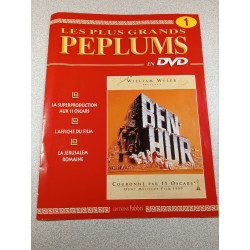 1
LES PLUS GRANDS
PEPLUMS
EN DVD
WILLIAM WYLER
BEN
HUR
LA SUPERPRODUCTION
AUX 11 OSCARS
L'AFFICHE DU FILM
LA JÉRUSALEM
ROMAINE
COURONNÉ PAR 11 OSCARS